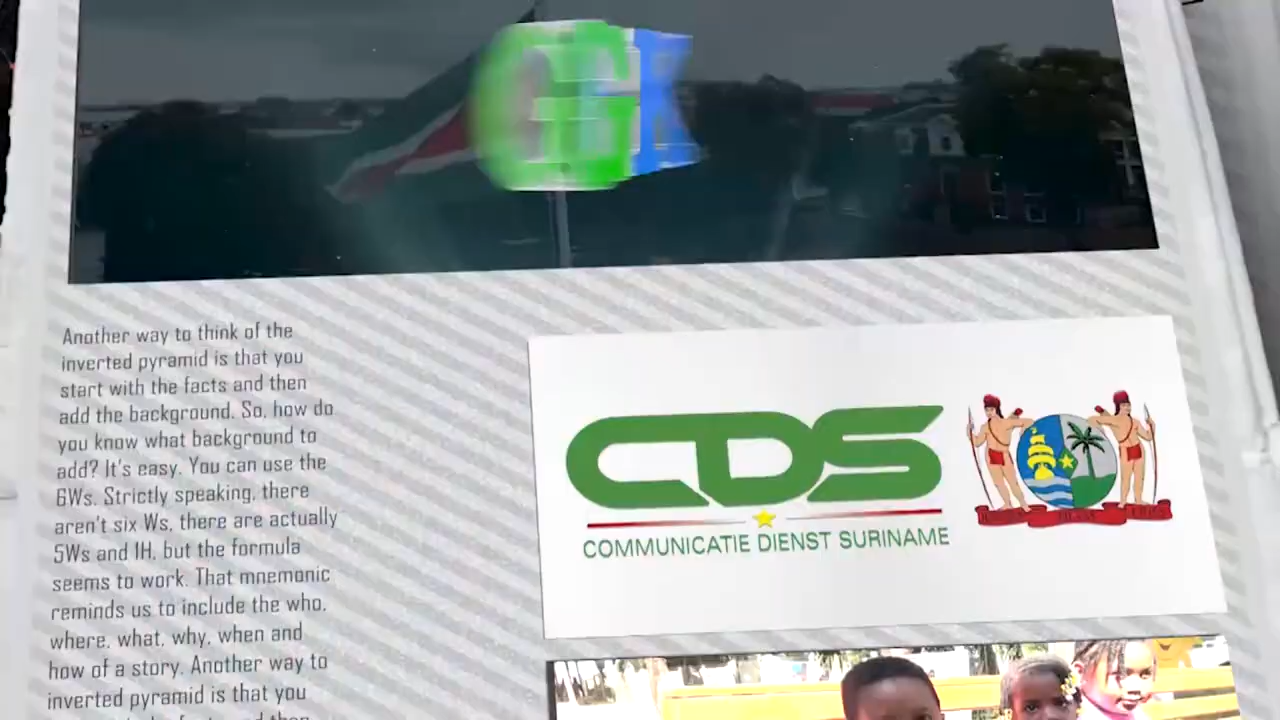 Another way to think of the
inverted pyramid is that you
start with the facts and then
add the background. So, how do
you know what background to
add? It's easy. You can use the
6Ws. Strictly speaking, there
aren't six Ws, there are actually
5Ws and 1H, but the formula
seems to work. That mnemonic
reminds us to include the who,
where, what, why, when and
how of a story. Another way to
inverted pyramid is that you
CDS
COMMUNICATIE DIENST SURINAME